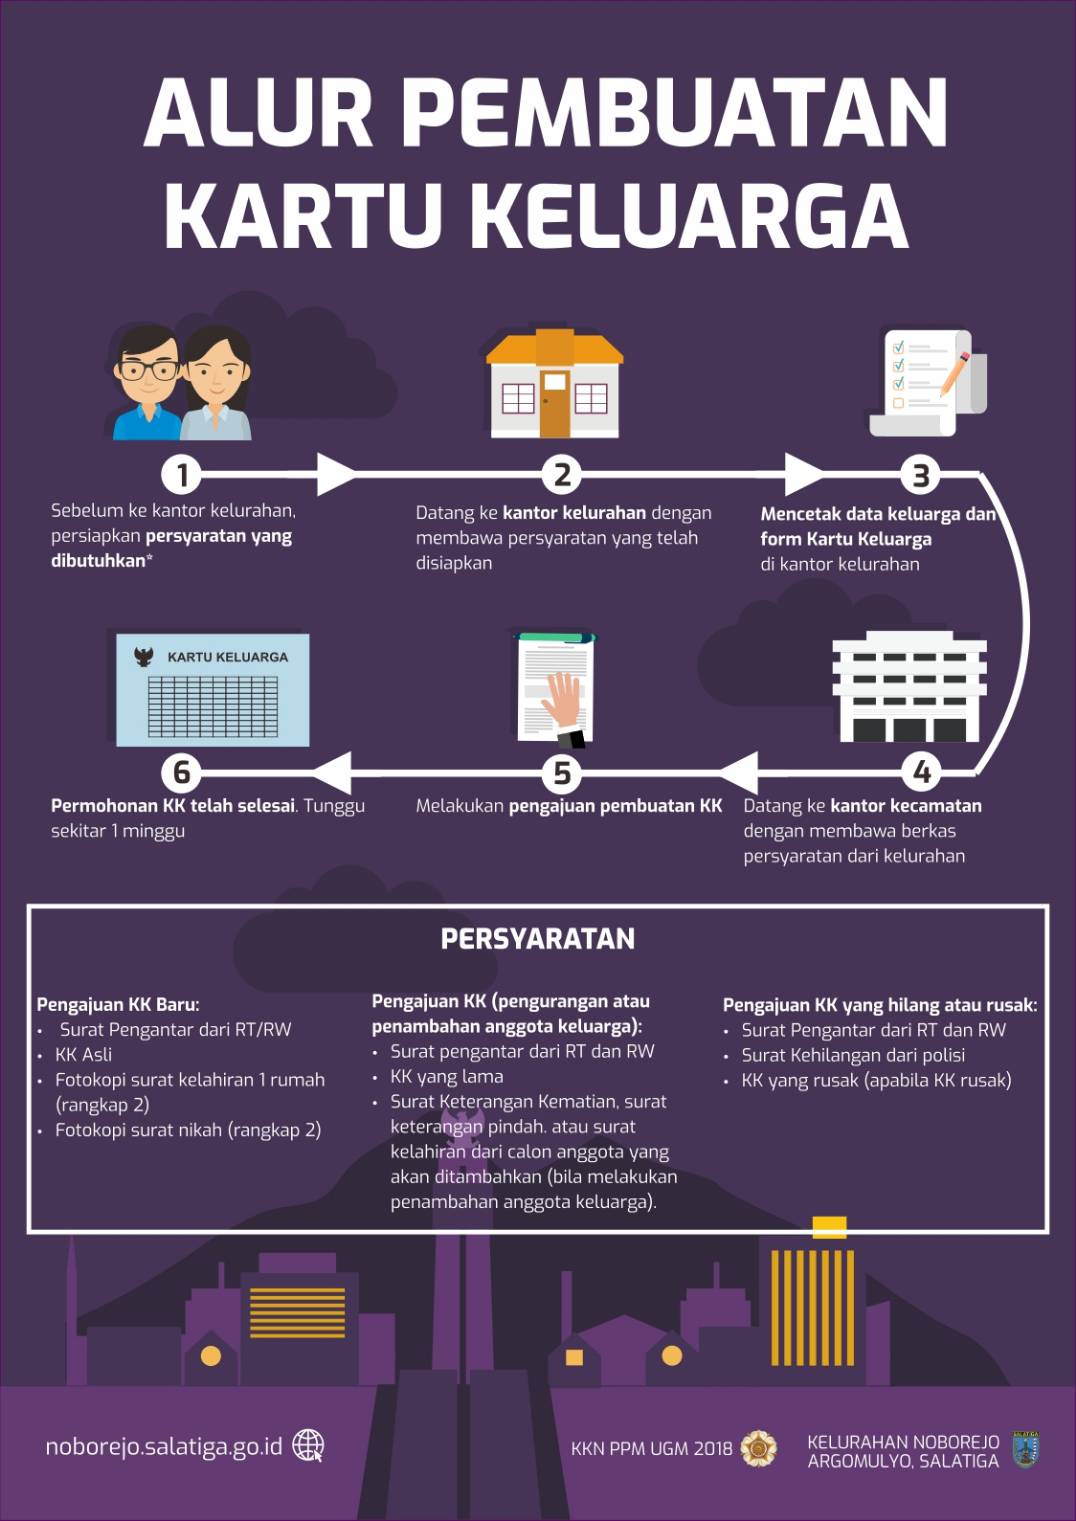 ALUR PEMBUATAN
KARTU KELUARGA
1
Sebelum ke kantor kelurahan,
persiapkan persyaratan yang
dibutuhkan*
2
Datang ke kantor kelurahan dengan
membawa persyaratan yang telah
disiapkan
3
Mencetak data keluarga dan
form Kartu Keluarga
di kantor kelurahan
4
Datang ke kantor kecamatan
dengan membawa berkas
persyaratan dari kelurahan
5
Melakukan pengajuan pembuatan KK
KARTU KELUARGA
6
Permohonan KK telah selesai. Tunggu
sekitar 1 minggu
PERSYARATAN
Pengajuan KK Baru:
• Surat Pengantar dari RT/RW
• KK Asli
• Fotokopi surat kelahiran 1 rumah
(rangkap 2)
• Fotokopi surat nikah (rangkap 2)
Pengajuan KK (pengurangan atau
penambahan anggota keluarga):
• Surat pengantar dari RT dan RW
• KK yang lama
• Surat Keterangan Kematian, surat
keterangan pindah. atau surat
kelahiran dari calon anggota yang
akan ditambahkan (bila melakukan
penambahan anggota keluarga).
Pengajuan KK yang hilang atau rusak:
• Surat Pengantar dari RT dan RW
• Surat Kehilangan dari polisi
• KK yang rusak (apabila KK rusak)
noborejo.salatiga.go.id
KKN PPM UGM 2018
KELURAHAN NOBOREJO
ARGOMULYO, SALATIGA
SALATIGA